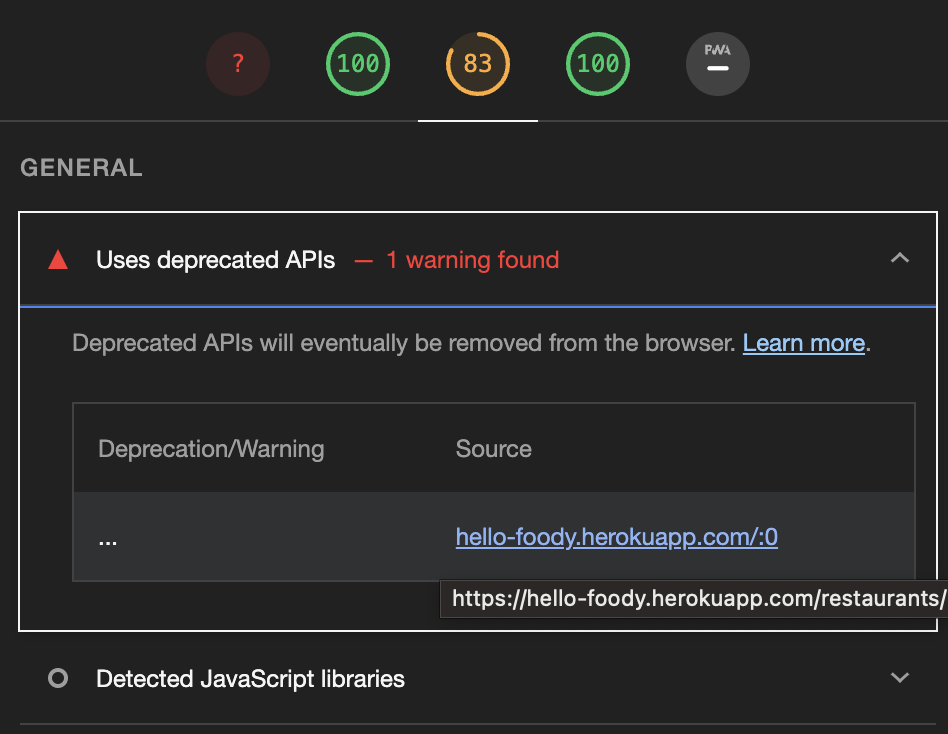 ? 100 83 100 PWA
GENERAL
Uses deprecated APIs — 1 warning found
Deprecated APIs will eventually be removed from the browser. Learn more.
Deprecation/Warning Source
... hello-foody.herokuapp.com/:0
https://hello-foody.herokuapp.com/restaurants/
Detected JavaScript libraries